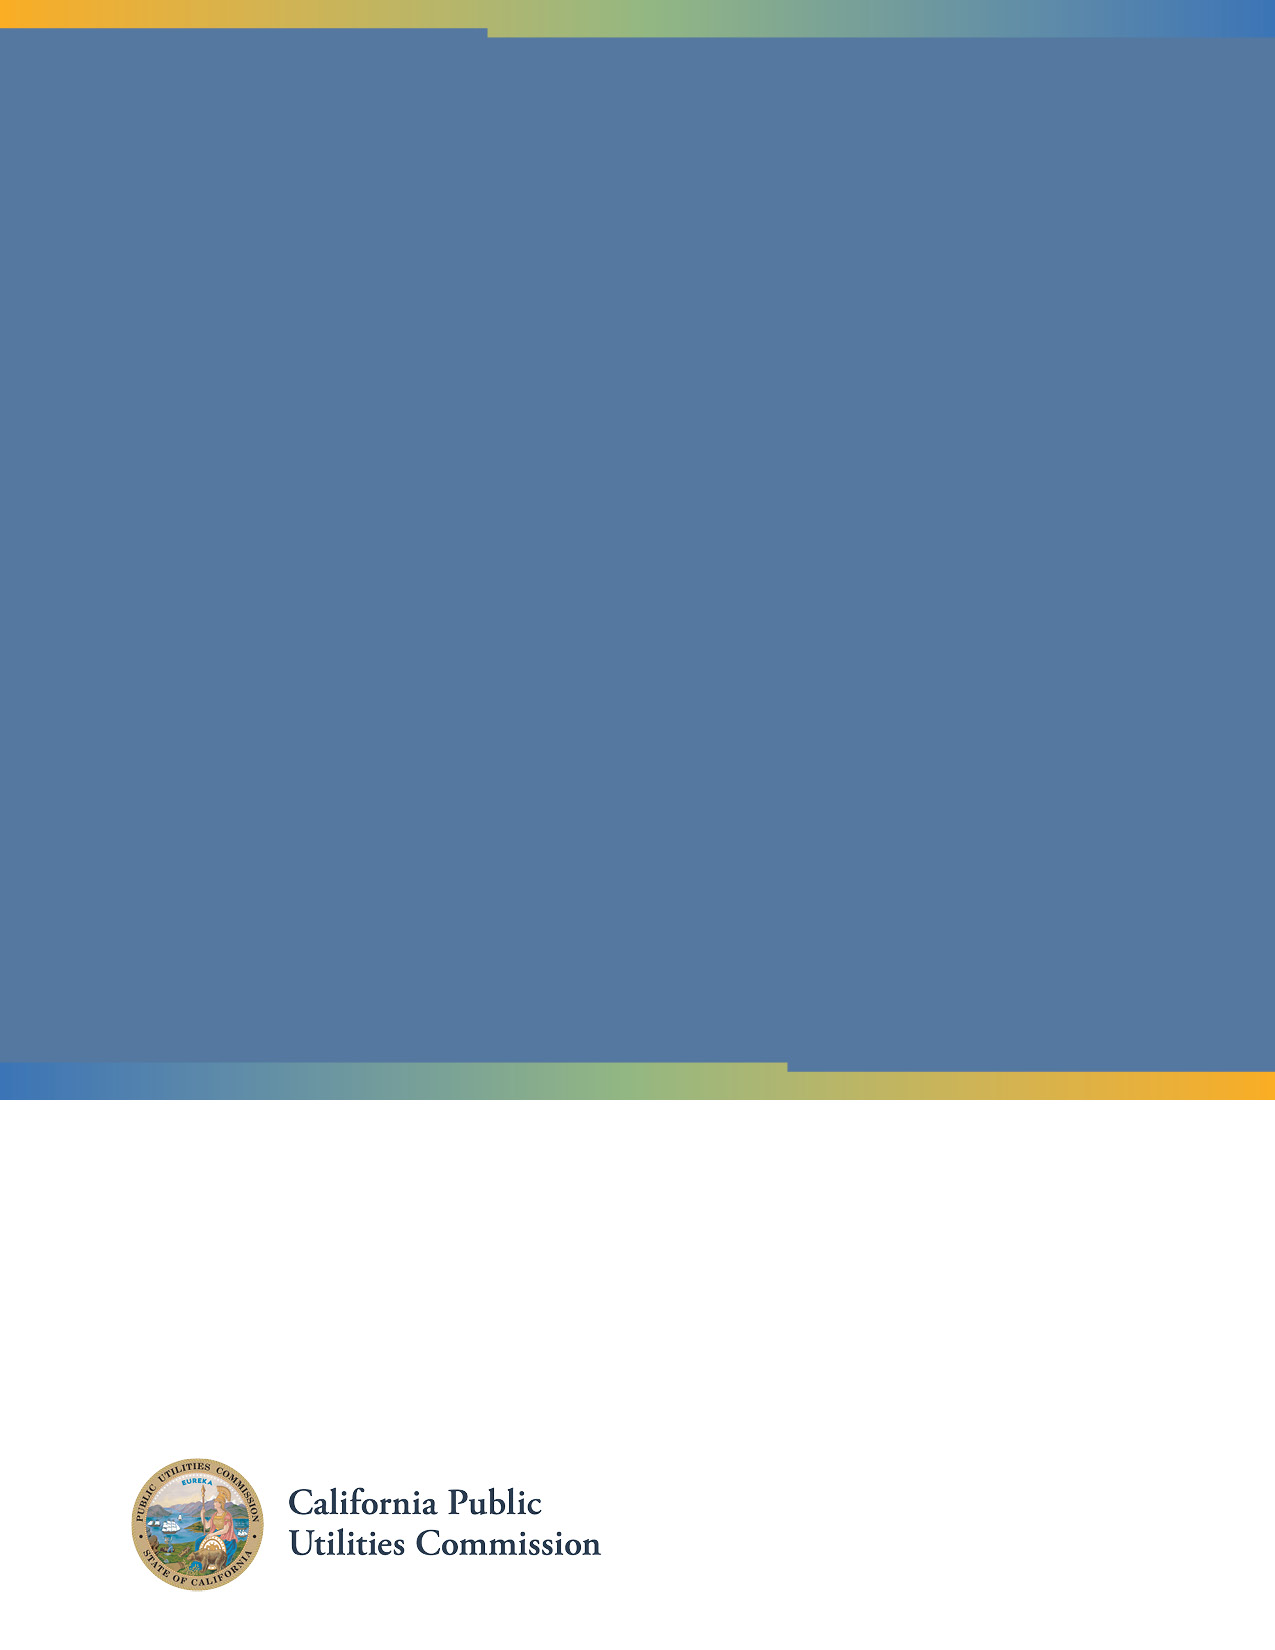 PUBLIC UTILITIES COMMISSION
EUREKA
STATE OF CALIFORNIA
California Public
Utilities Commission